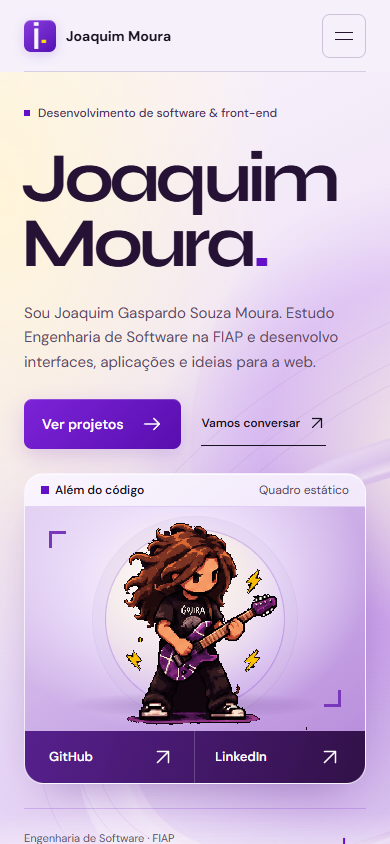 j.
Joaquim Moura
Desenvolvimento de software & front-end
Joaquim
Moura.
Sou Joaquim Gaspardo Souza Moura. Estudo
Engenharia de Software na FIAP e desenvolvo
interfaces, aplicações e ideias para a web.
Ver projetos
Vamos conversar
Além do código
Quadro estático
GOJIRA
GitHub
LinkedIn
Engenharia de Software · FIAP